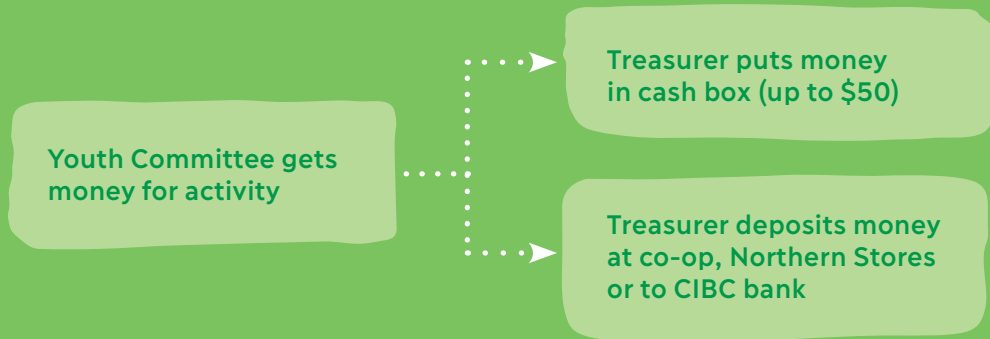 Youth Committee gets
money for activity
Treasurer puts money
in cash box (up to $50)
Treasurer deposits money
at co-op, Northern Stores
or to CIBC bank